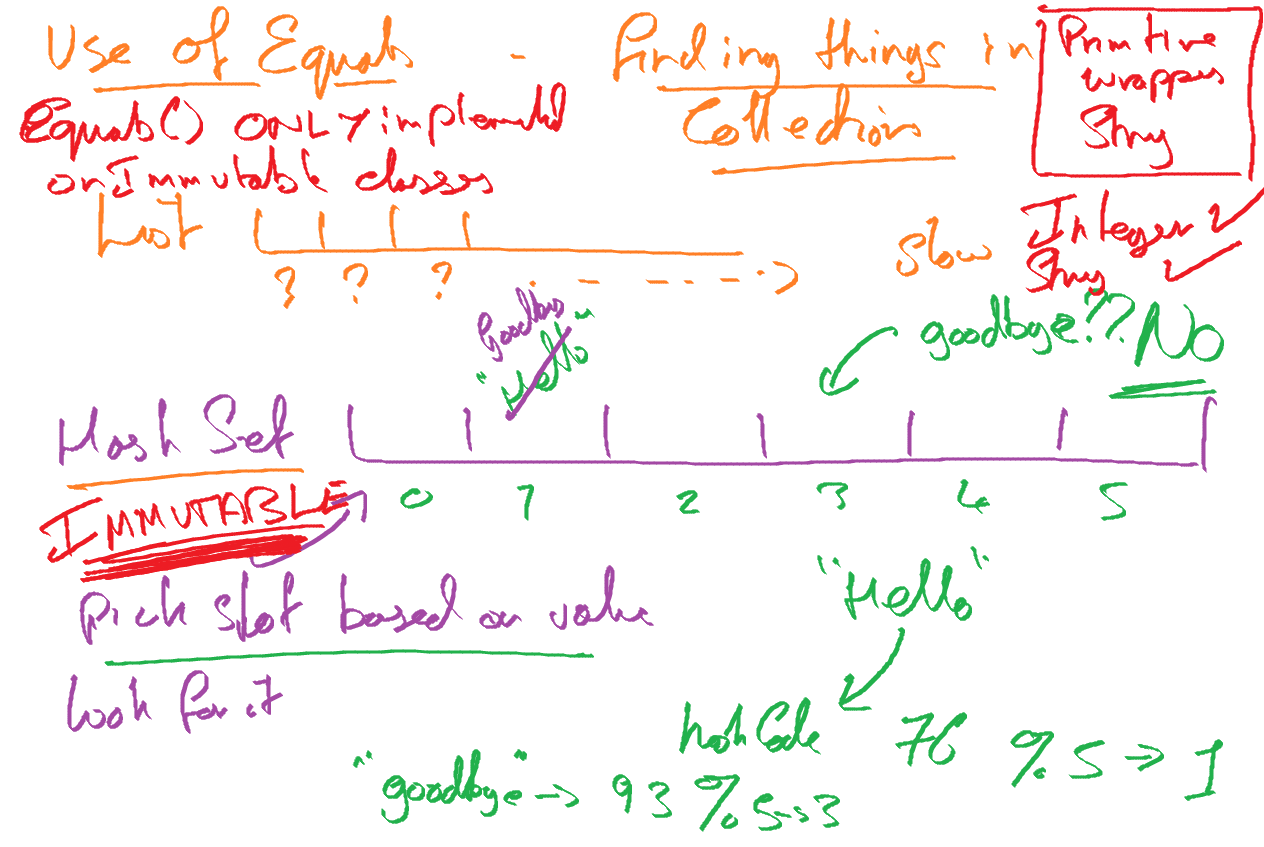 Use of Equals - Finding things in
Collections
Primitive
wrappers
String
Equals() ONLY implemented
on Immutable classes
List
? ? ? . - - - - - >
slow
Integer ✓
String ✓
"Hello"
Goodbye
goodbye?? No
Hash Set
0 1 2 3 4 5
IMMUTABLE
Pick slot based on value
look for it
"Hello"
hashCode 76 % 5 → 1
"goodbye" → 93 % 5 → 3